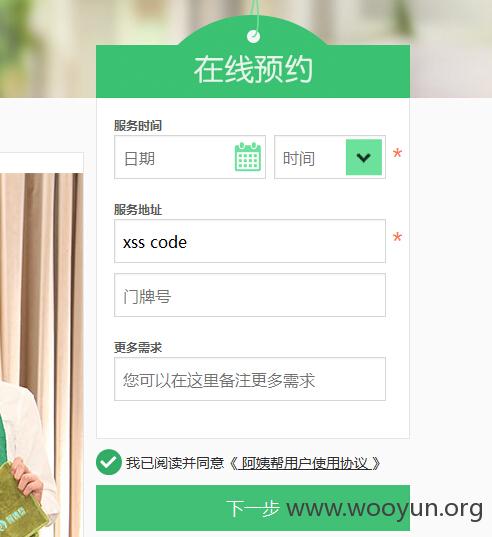 在线预约
服务时间
日期 时间 *
服务地址
xss code *
门牌号
更多需求
您可以在这里备注更多需求
我已阅读并同意《 阿姨帮用户使用协议 》
下一步
www.wooyun.org